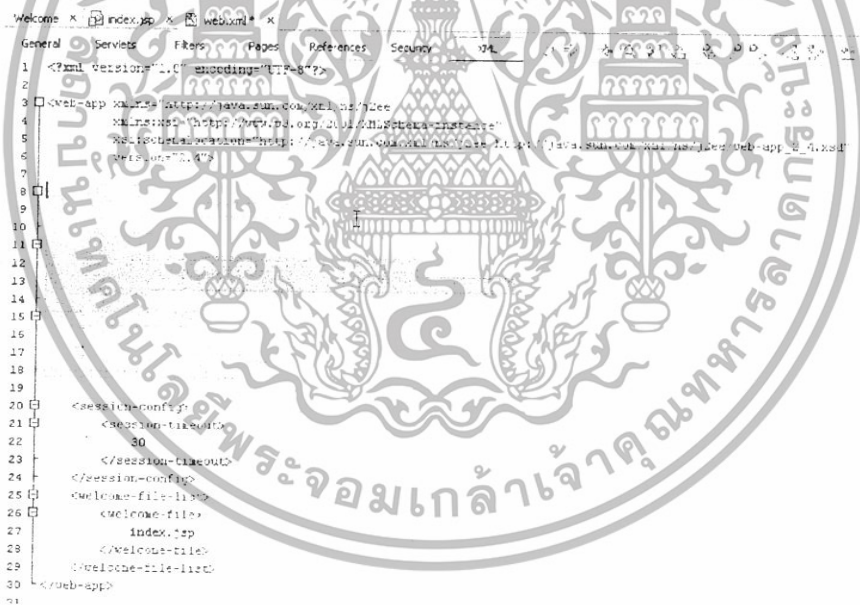 Welcome × index.jsp × web.xml* ×
General Servlets Filters Pages References Security XML
1 <?xml version="1.0" encoding="UTF-8"?>
2
3 <web-app xmlns="http://java.sun.com/xml/ns/j2ee
4 xmlns:xsi="http://www.w3.org/2001/XMLSchema-instance"
5 xsi:schemaLocation="http://java.sun.com/xml/ns/j2ee http://java.sun.com/xml/ns/j2ee/web-app_2_4.xsd"
6 version="2.4">
7
8
9
10
11
12
13
14
15
16
17
18
19
20 <session-config>
21 <session-timeout>
22 30
23 </session-timeout>
24 </session-config>
25 <welcome-file-list>
26 <welcome-file>
27 index.jsp
28 </welcome-file>
29 </welcome-file-list>
30 </web-app>
31
เทคโนโลยีพระจอมเกล้าเจ้าคุณทหารลาดกระบัง